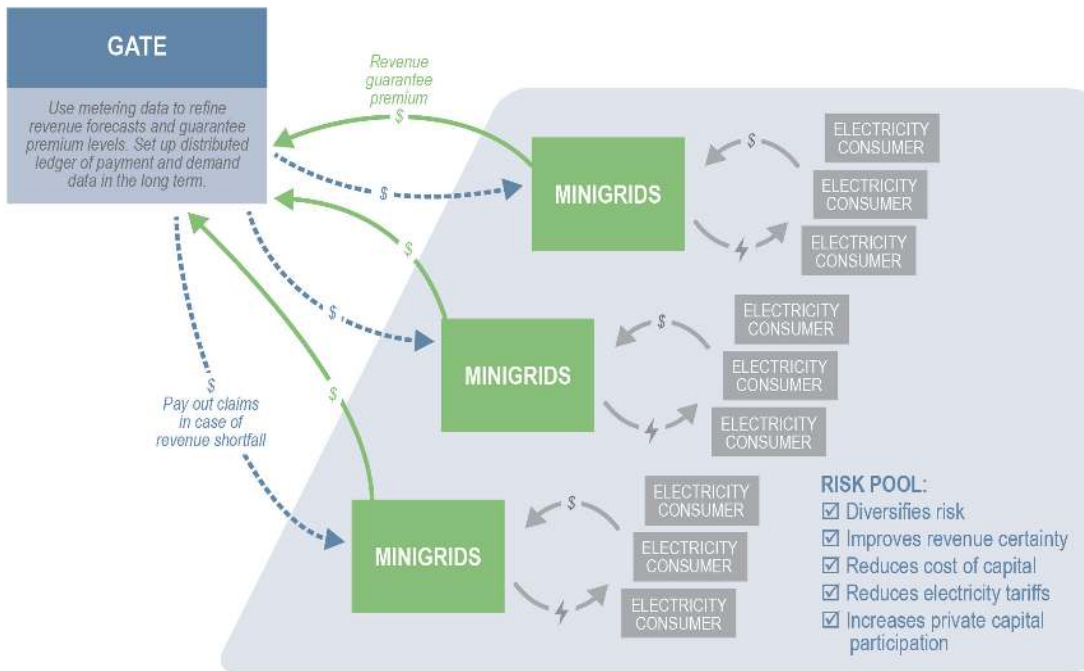 GATE
Use metering data to refine
revenue forecasts and guarantee
premium levels. Set up distributed
ledger of payment and demand
data in the long term.
Revenue
guarantee
premium
$
$
MINIGRIDS
$
ELECTRICITY
CONSUMER
ELECTRICITY
CONSUMER
ELECTRICITY
CONSUMER
$
$
MINIGRIDS
$
ELECTRICITY
CONSUMER
ELECTRICITY
CONSUMER
ELECTRICITY
CONSUMER
$
Pay out claims
in case of
revenue shortfall
$
MINIGRIDS
$
ELECTRICITY
CONSUMER
ELECTRICITY
CONSUMER
ELECTRICITY
CONSUMER
RISK POOL:
☑ Diversifies risk
☑ Improves revenue certainty
☑ Reduces cost of capital
☑ Reduces electricity tariffs
☑ Increases private capital
participation